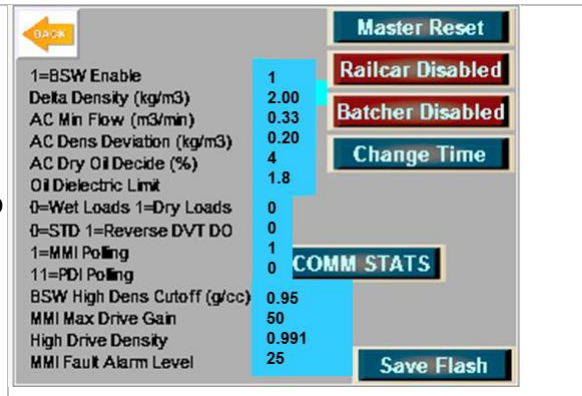 BACK
Master Reset
1=BSW Enable 1
Railcar Disabled
Delta Density (kg/m3) 2.00
AC Min Flow (m3/min) 0.33
Batcher Disabled
AC Dens Deviation (kg/m3) 0.20
AC Dry Oil Decide (%) 4
Change Time
Oil Dielectric Limit 1.8
0=Wet Loads 1=Dry Loads 0
0=STD 1=Reverse DVT DO 0
1=MMI Polling 1
11=PDI Polling 0
COMM STATS
BSW High Dens Cutoff (g/cc) 0.95
MMI Max Drive Gain 50
High Drive Density 0.991
MMI Fault Alarm Level 25
Save Flash